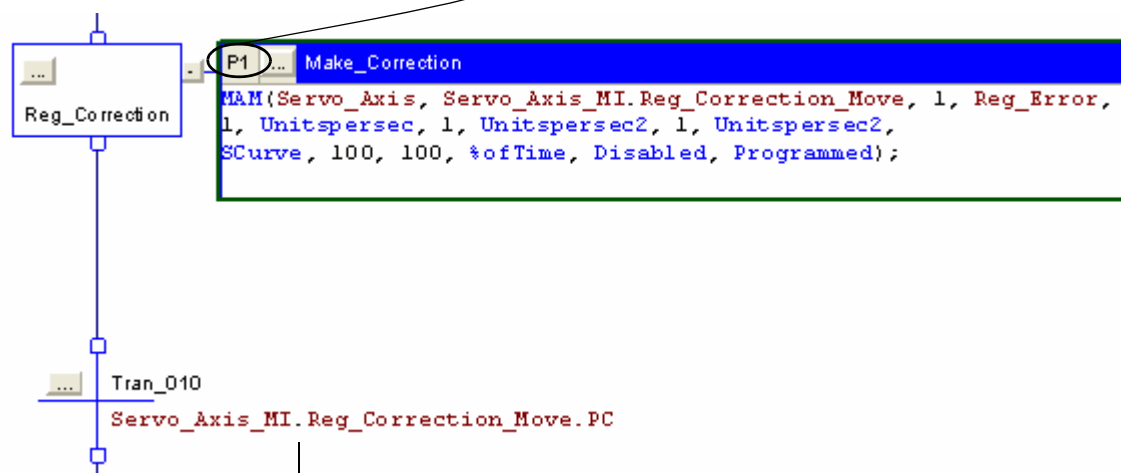 P1 ... Make_Correction
...
-
Reg_Correction
MAM(Servo_Axis, Servo_Axis_MI.Reg_Correction_Move, 1, Reg_Error,
1, Unitspersec, 1, Unitspersec2, 1, Unitspersec2,
SCurve, 100, 100, %ofTime, Disabled, Programmed);
... Tran_010
Servo_Axis_MI.Reg_Correction_Move.PC